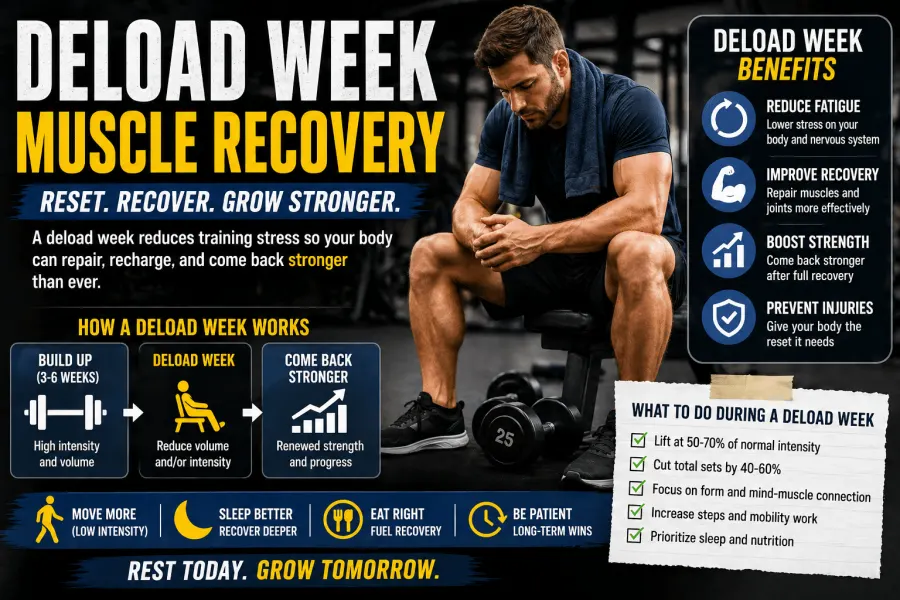 DELOAD WEEK
MUSCLE RECOVERY
RESET. RECOVER. GROW STRONGER.
A deload week reduces training stress so your body
can repair, recharge, and come back stronger
than ever.
HOW A DELOAD WEEK WORKS
BUILD UP
(3-6 WEEKS)
High intensity
and volume
DELOAD WEEK
Reduce volume
and/or intensity
COME BACK
STRONGER
Renewed strength
and progress
MOVE MORE
(LOW INTENSITY)
SLEEP BETTER
RECOVER DEEPER
EAT RIGHT
FUEL RECOVERY
BE PATIENT
LONG-TERM WINS
REST TODAY. GROW TOMORROW.
25
DELOAD WEEK
BENEFITS
REDUCE FATIGUE
Lower stress on your
body and nervous system
IMPROVE RECOVERY
Repair muscles and
joints more effectively
BOOST STRENGTH
Come back stronger
after full recovery
PREVENT INJURIES
Give your body the
reset it needs
WHAT TO DO DURING A DELOAD WEEK
Lift at 50-70% of normal intensity
Cut total sets by 40-60%
Focus on form and mind-muscle connection
Increase steps and mobility work
Prioritize sleep and nutrition